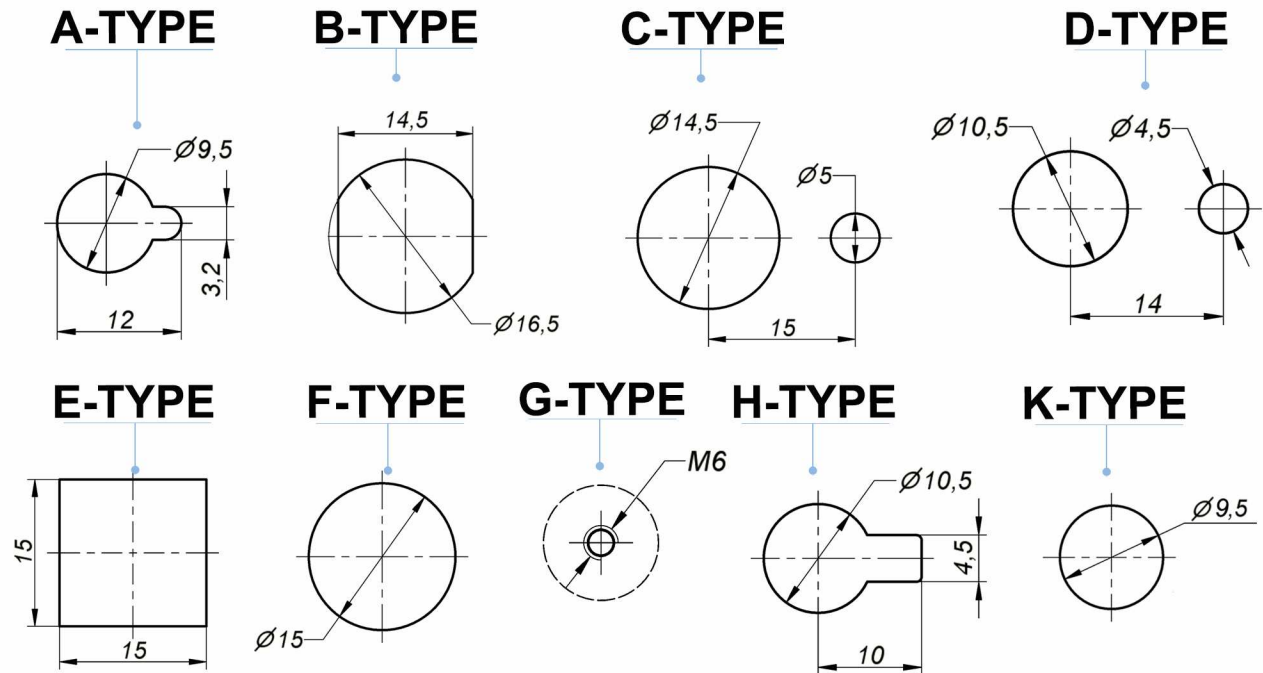 A-TYPE
B-TYPE
C-TYPE
D-TYPE
Ø9,5
3,2
12
14,5
Ø16,5
Ø14,5
Ø5
15
Ø10,5
Ø4,5
14
E-TYPE
F-TYPE
G-TYPE
H-TYPE
K-TYPE
15
15
Ø15
M6
Ø10,5
4,5
10
Ø9,5